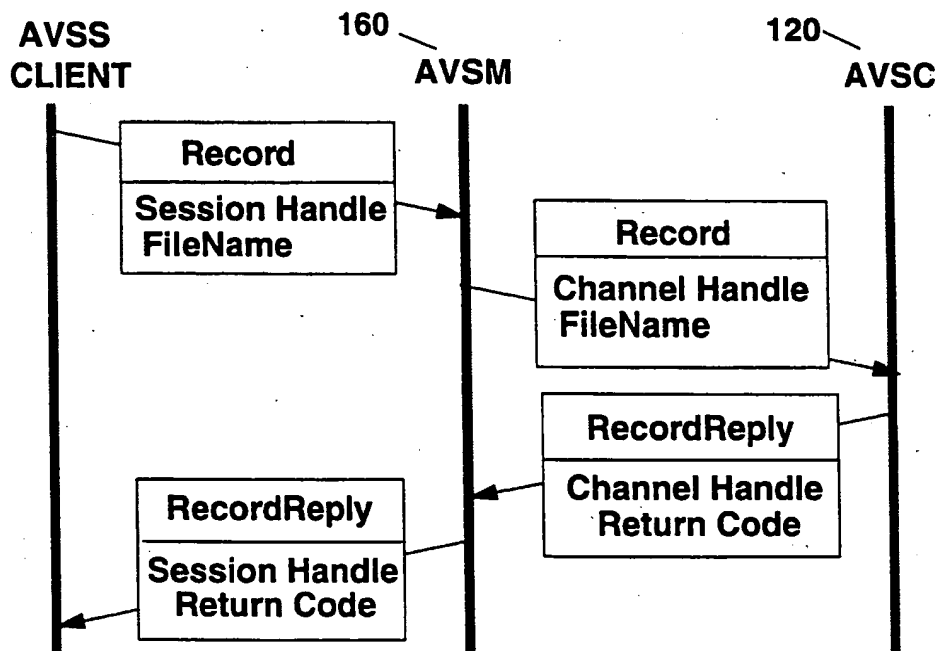 AVSS
CLIENT
160
AVSM
120
AVSC
Record
Session Handle
FileName
Record
Channel Handle
FileName
RecordReply
Channel Handle
Return Code
RecordReply
Session Handle
Return Code